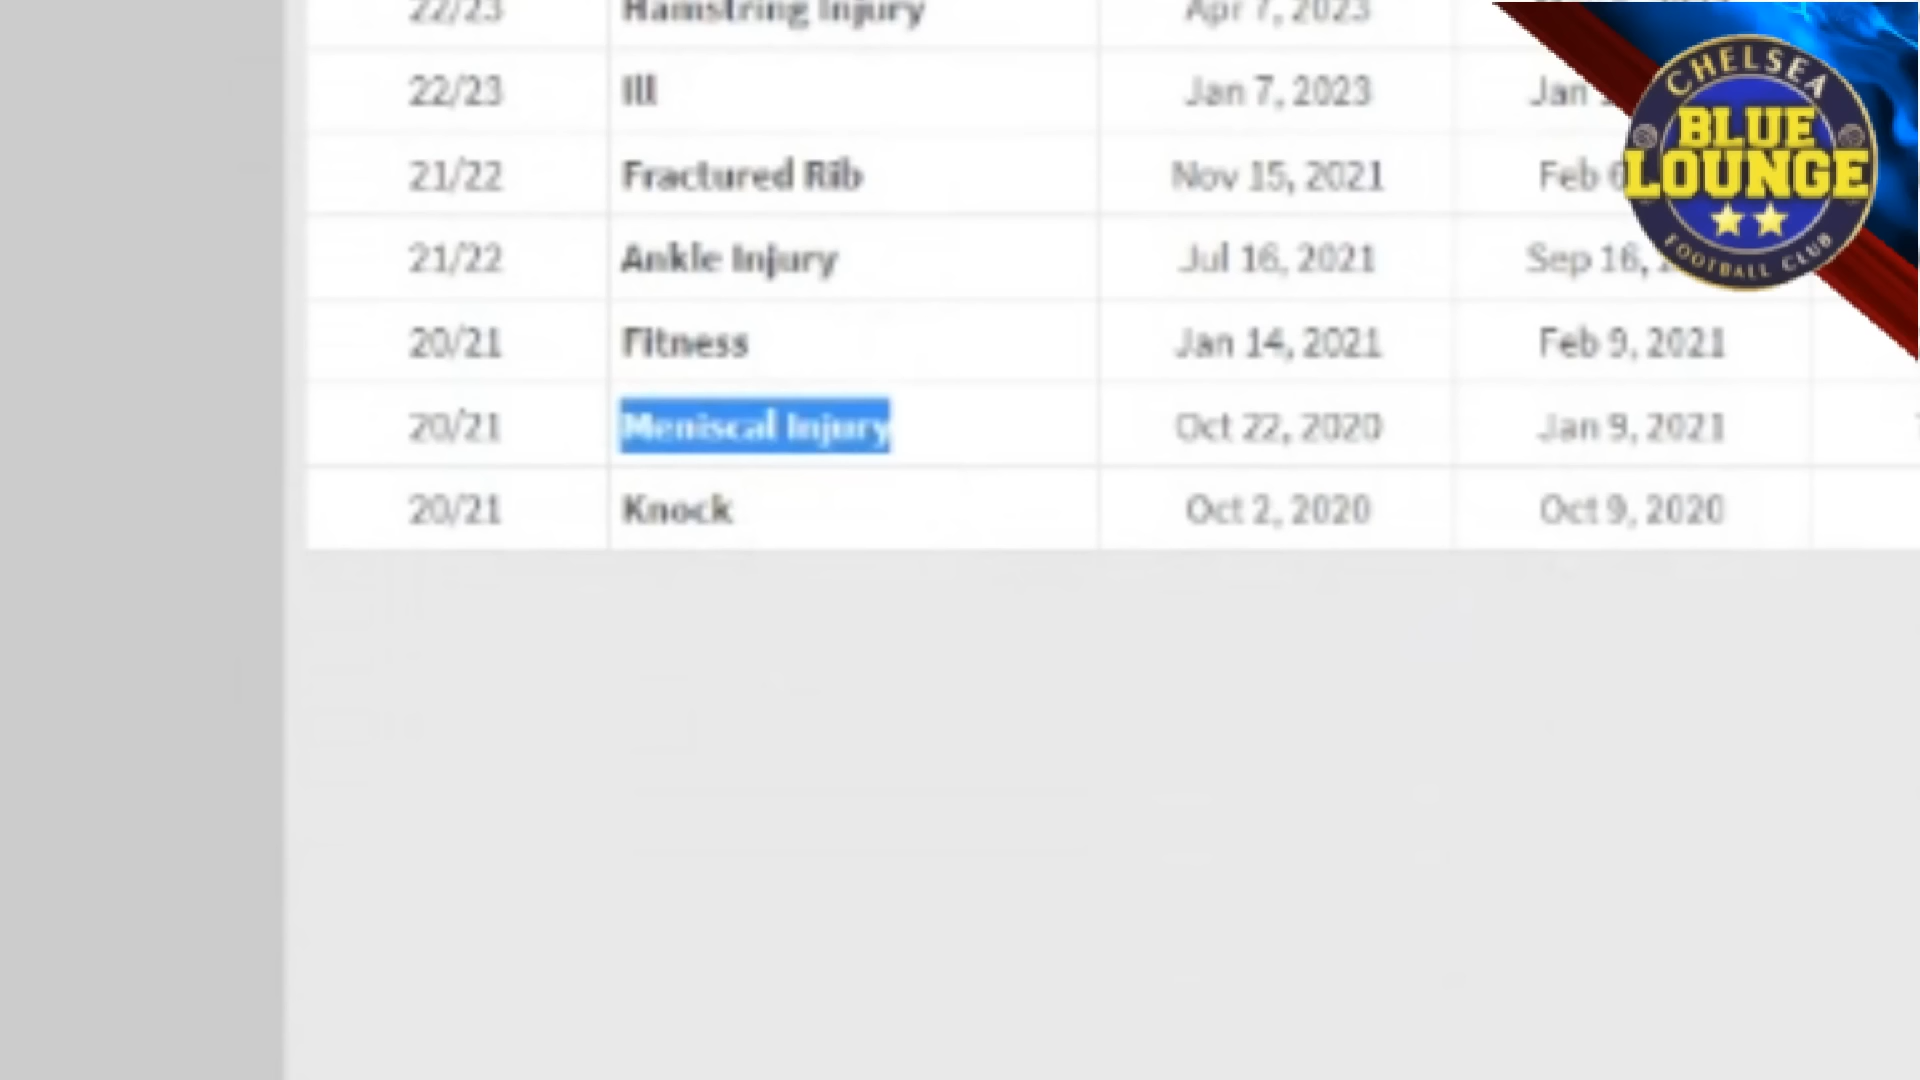 22/23 Hamstring Injury Apr 7, 2023
22/23 Ill Jan 7, 2023 Jan
21/22 Fractured Rib Nov 15, 2021 Feb
21/22 Ankle Injury Jul 16, 2021 Sep 16,
20/21 Fitness Jan 14, 2021 Feb 9, 2021
20/21 Meniscal Injury Oct 22, 2020 Jan 9, 2021
20/21 Knock Oct 2, 2020 Oct 9, 2020
CHELSEA
BLUE
LOUNGE
FOOTBALL CLUB